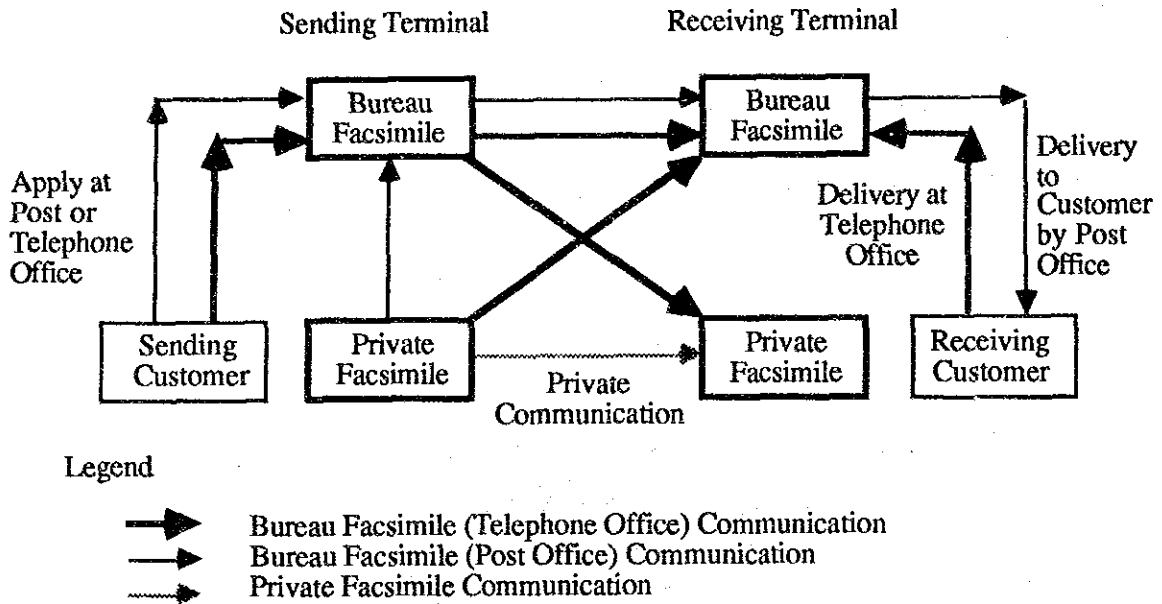 Sending Terminal
Receiving Terminal
Bureau
Facsimile
Bureau
Facsimile
Apply at
Post or
Telephone
Office
Delivery at
Telephone
Office
Delivery
to
Customer
by Post
Office
Sending
Customer
Private
Facsimile
Private
Communication
Private
Facsimile
Receiving
Customer
Legend
Bureau Facsimile (Telephone Office) Communication
Bureau Facsimile (Post Office) Communication
Private Facsimile Communication